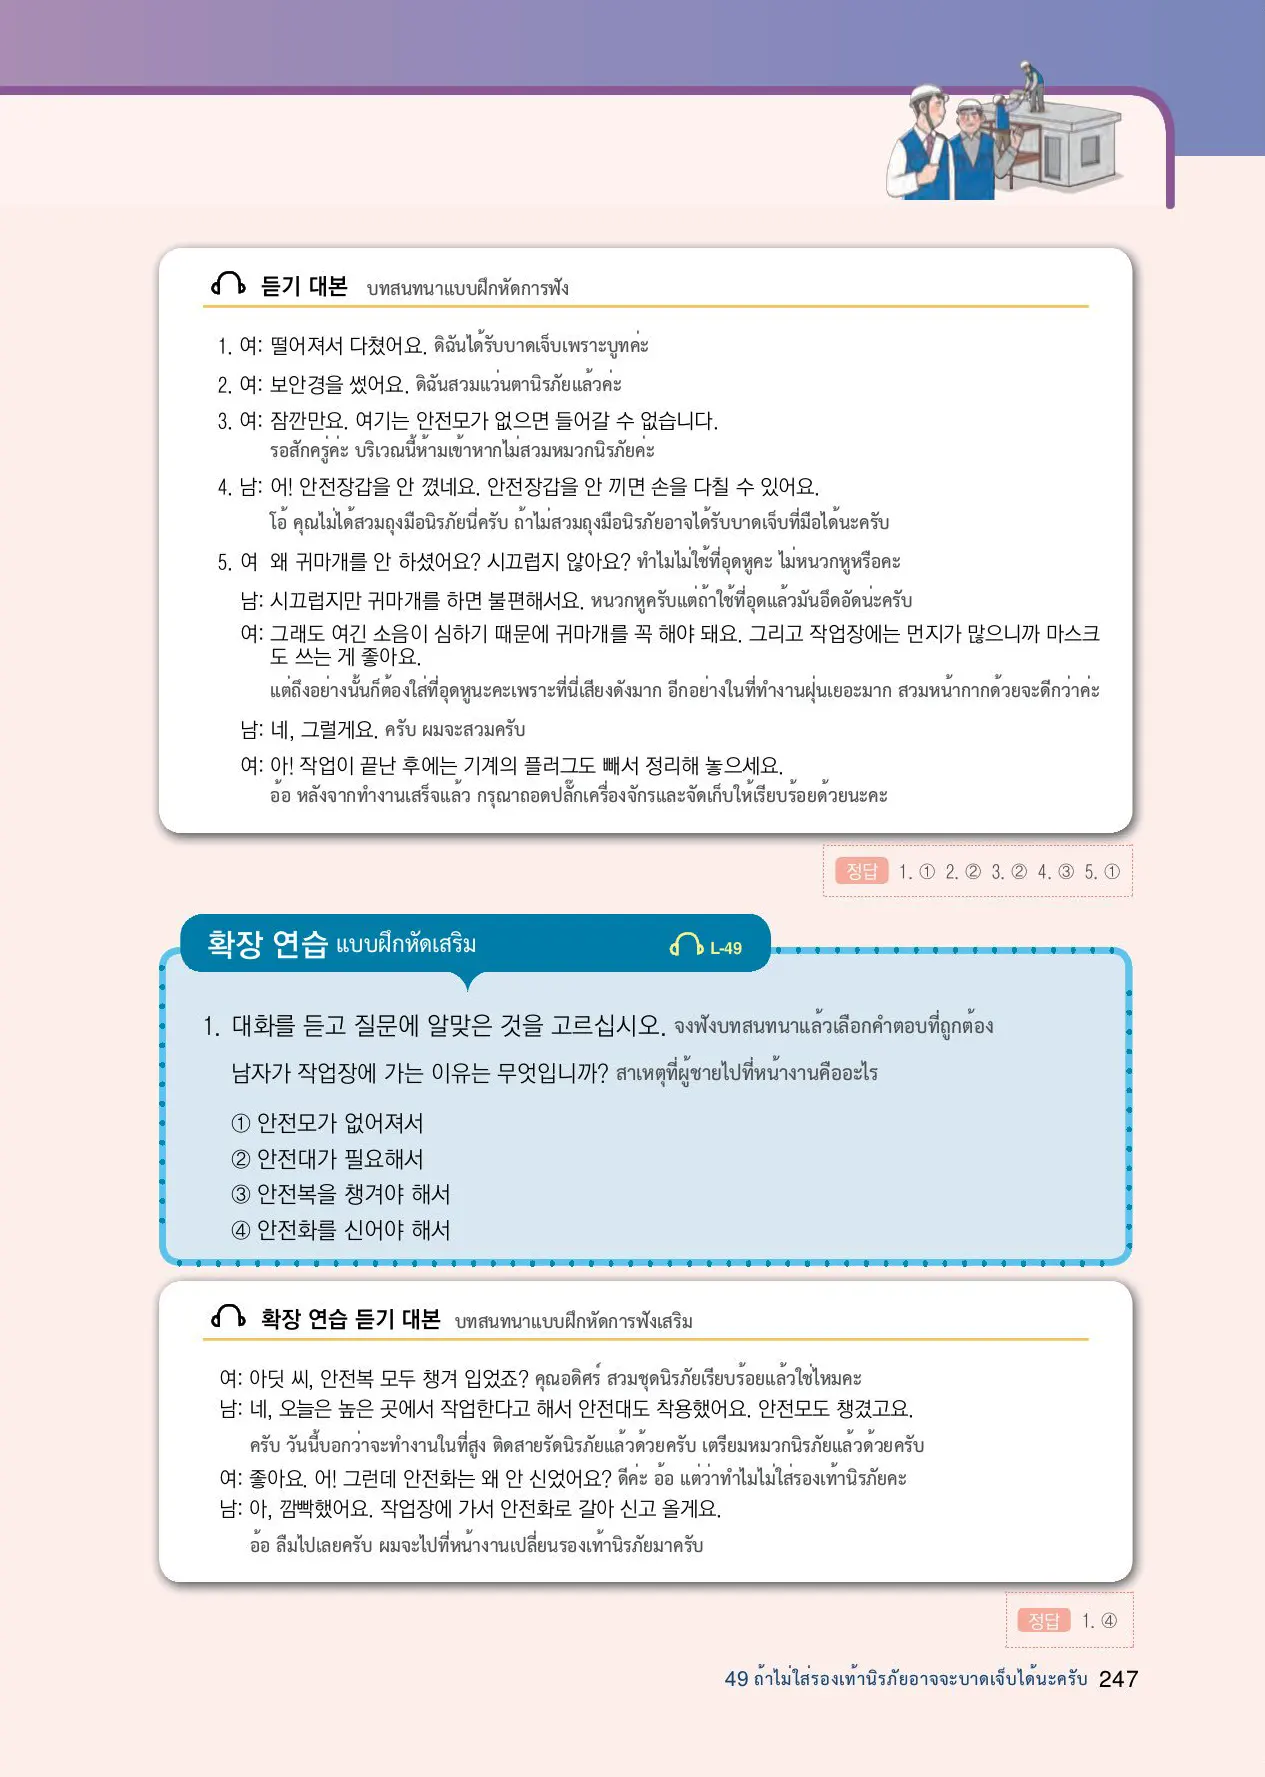 듣기 대본 บทสนทนาแบบฝึกหัดการฟัง
1. 여: 떨어져서 다쳤어요. ดิฉันได้รับบาดเจ็บเพราะบูทค่ะ
2. 여: 보안경을 썼어요. ดิฉันสวมแว่นตานิรภัยแล้วค่ะ
3. 여: 잠깐만요. 여기는 안전모가 없으면 들어갈 수 없습니다.
รอสักครู่ค่ะ บริเวณนี้ห้ามเข้าหากไม่สวมหมวกนิรภัยค่ะ
4. 남: 어! 안전장갑을 안 꼈네요. 안전장갑을 안 끼면 손을 다칠 수 있어요.
โอ้ คุณไม่ได้สวมถุงมือนิรภัยนี่ครับ ถ้าไม่สวมถุงมือนิรภัยอาจได้รับบาดเจ็บที่มือได้นะครับ
5. 여 왜 귀마개를 안 하셨어요? 시끄럽지 않아요? ทำไมไม่ใช้ที่อุดหูคะ ไม่หนวกหูหรือคะ
남: 시끄럽지만 귀마개를 하면 불편해서요. หนวกหูครับแต่ถ้าใช้ที่อุดแล้วมันอึดอัดน่ะครับ
여: 그래도 여긴 소음이 심하기 때문에 귀마개를 꼭 해야 돼요. 그리고 작업장에는 먼지가 많으니까 마스크
도 쓰는 게 좋아요.
แต่ถึงอย่างนั้นก็ต้องใส่ที่อุดหูนะคะเพราะที่นี่เสียงดังมาก อีกอย่างในที่ทำงานฝุ่นเยอะมาก สวมหน้ากากด้วยจะดีกว่าค่ะ
남: 네, 그럴게요. ครับ ผมจะสวมครับ
여: 아! 작업이 끝난 후에는 기계의 플러그도 빼서 정리해 놓으세요.
อ้อ หลังจากทำงานเสร็จแล้ว กรุณาถอดปลั๊กเครื่องจักรและจัดเก็บให้เรียบร้อยด้วยนะคะ
정답 1. ① 2. ② 3. ② 4. ③ 5. ①
확장 연습 แบบฝึกหัดเสริม L-49
1. 대화를 듣고 질문에 알맞은 것을 고르십시오. จงฟังบทสนทนาแล้วเลือกคำตอบที่ถูกต้อง
남자가 작업장에 가는 이유는 무엇입니까? สาเหตุที่ผู้ชายไปที่หน้างานคืออะไร
① 안전모가 없어져서
② 안전대가 필요해서
③ 안전복을 챙겨야 해서
④ 안전화를 신어야 해서
확장 연습 듣기 대본 บทสนทนาแบบฝึกหัดการฟังเสริม
여: 아딧 씨, 안전복 모두 챙겨 입었죠? คุณอดิศร์ สวมชุดนิรภัยเรียบร้อยแล้วใช่ไหมคะ
남: 네, 오늘은 높은 곳에서 작업한다고 해서 안전대도 착용했어요. 안전모도 챙겼고요.
ครับ วันนี้บอกว่าจะทำงานในที่สูง ติดสายรัดนิรภัยแล้วด้วยครับ เตรียมหมวกนิรภัยแล้วด้วยครับ
여: 좋아요. 어! 그런데 안전화는 왜 안 신었어요? ดีค่ะ อ้อ แต่ว่าทำไมไม่ใส่รองเท้านิรภัยคะ
남: 아, 깜빡했어요. 작업장에 가서 안전화로 갈아 신고 올게요.
อ้อ ลืมไปเลยครับ ผมจะไปที่หน้างานเปลี่ยนรองเท้านิรภัยมาครับ
정답 1. ④
49 ถ้าไม่ใส่รองเท้านิรภัยอาจจะบาดเจ็บได้นะครับ 247